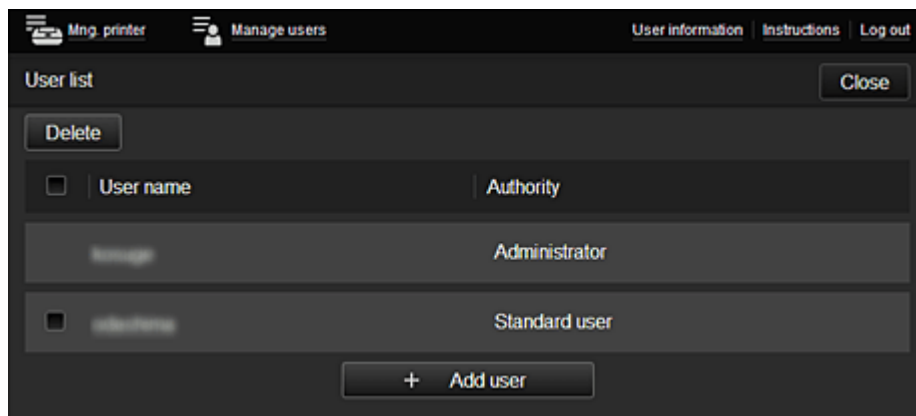 Mng. printer Manage users User information Instructions Log out
User list Close
Delete
User name Authority
Administrator
Standard user
+ Add user